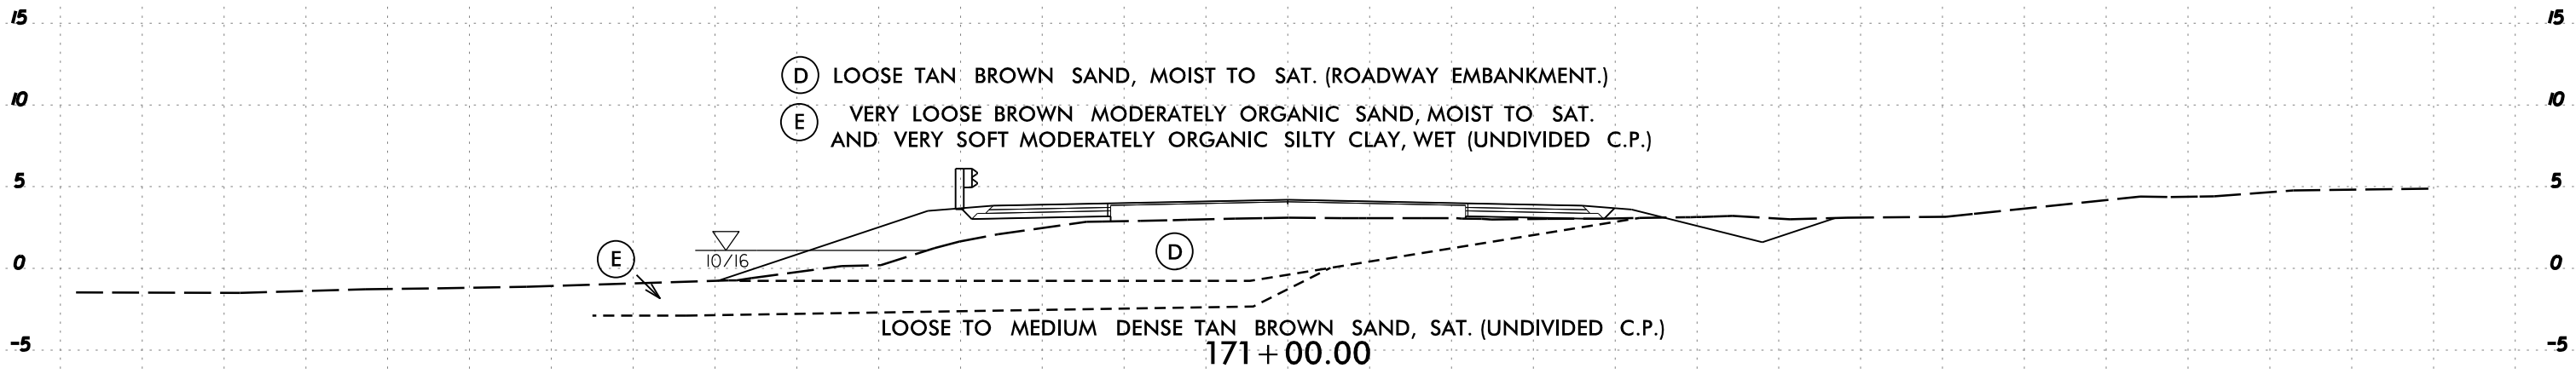 15 15
D LOOSE TAN BROWN SAND, MOIST TO SAT. (ROADWAY EMBANKMENT.)
10 10
E VERY LOOSE BROWN MODERATELY ORGANIC SAND, MOIST TO SAT.
AND VERY SOFT MODERATELY ORGANIC SILTY CLAY, WET (UNDIVIDED C.P.)
5 5
D
E 10/16
0 0
LOOSE TO MEDIUM DENSE TAN BROWN SAND, SAT. (UNDIVIDED C.P.)
-5 -5
171+00.00